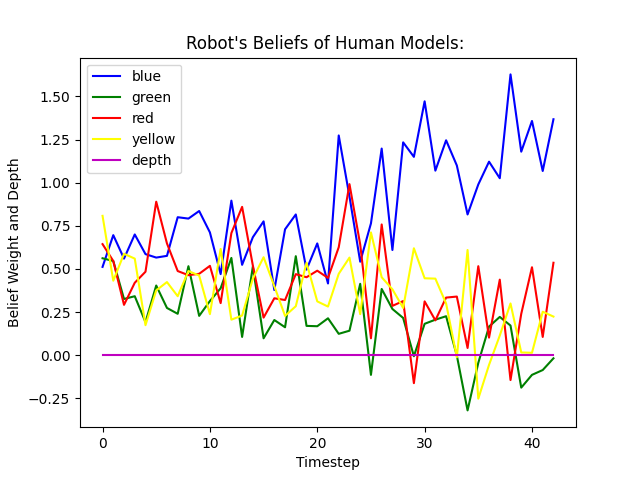 Robot's Beliefs of Human Models:
blue
green
red
yellow
depth
Belief Weight and Depth
1.50
1.25
1.00
0.75
0.50
0.25
0.00
−0.25
0 10 20 30 40
Timestep